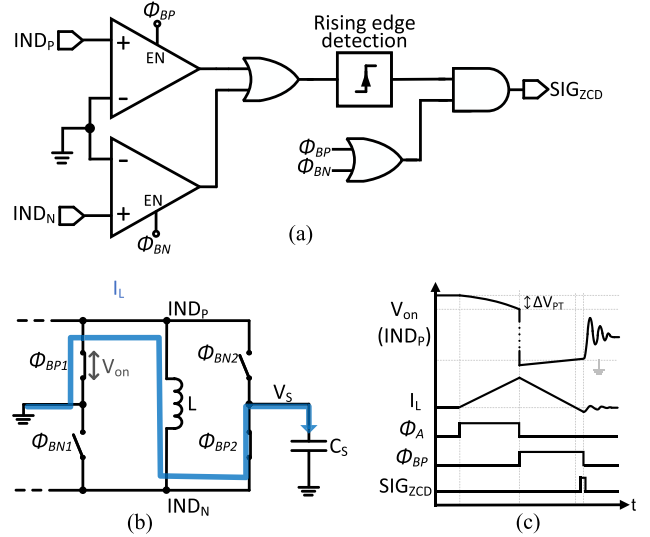 Φ_BP
IND_P
EN
Rising edge
detection
SIG_ZCD
Φ_BP
Φ_BN
EN
IND_N
Φ_BN
(a)
I_L
IND_P
Φ_BP1
V_on
Φ_BN2
L
V_S
Φ_BN1
Φ_BP2
C_S
IND_N
(b)
V_on
(IND_P)
ΔV_PT
I_L
Φ_A
Φ_BP
SIG_ZCD
t
(c)